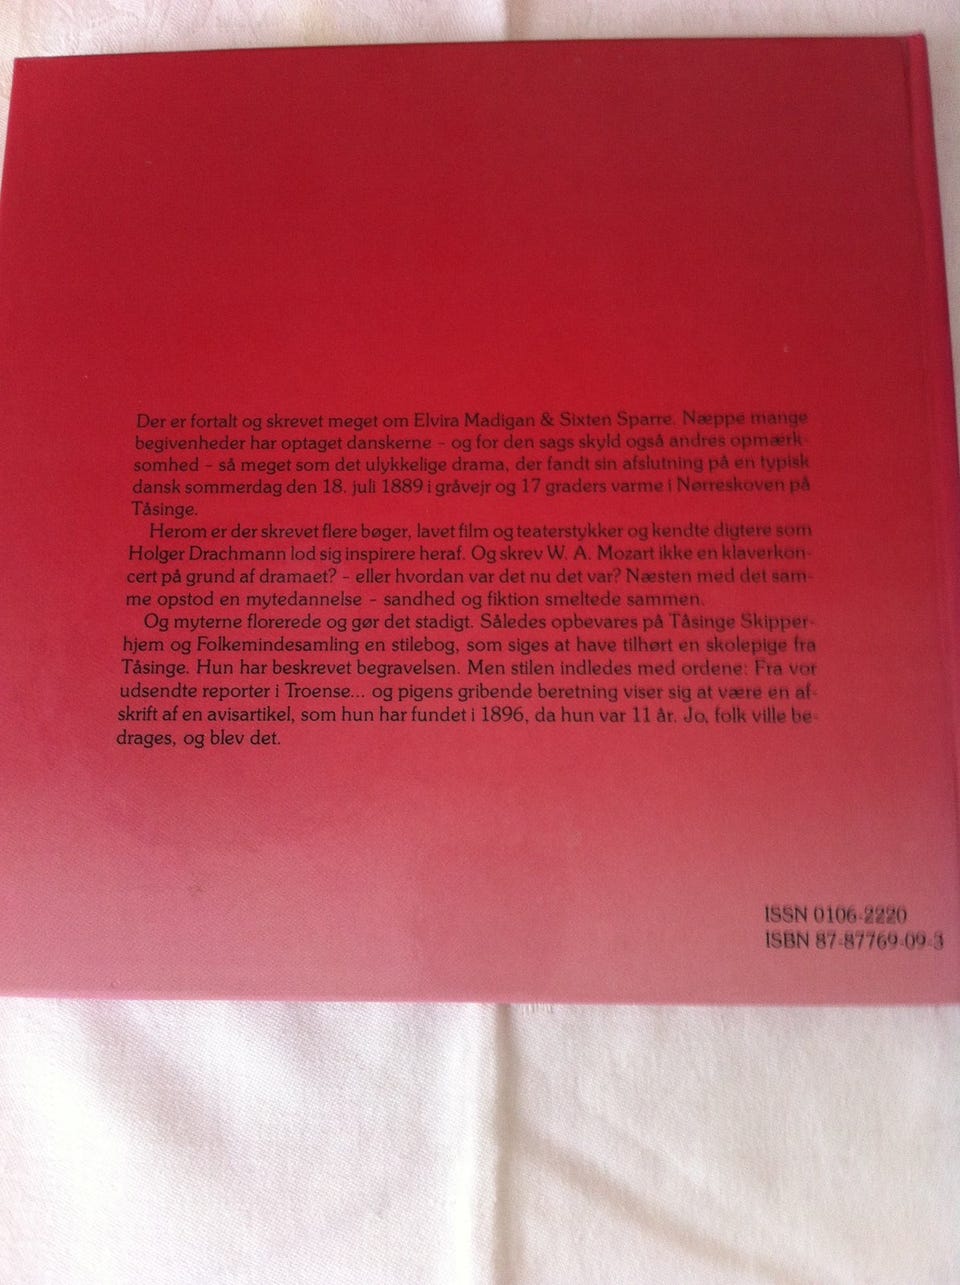 Der er fortalt og skrevet meget om Elvira Madigan & Sixten Sparre. Næppe mange
begivenheder har optaget danskerne – og for den sags skyld også andres opmærk-
somhed – så meget som det ulykkelige drama, der fandt sin afslutning på en typisk
dansk sommerdag den 18. juli 1889 i gråvejr og 17 graders varme i Nørreskoven på
Tåsinge.
Herom er der skrevet flere bøger, lavet film og teaterstykker og kendte digtere som
Holger Drachmann lod sig inspirere heraf. Og skrev W. A. Mozart ikke en klaverkon-
cert på grund af dramaet? – eller hvordan var det nu det var? Næsten med det sam-
me opstod en mytedannelse – sandhed og fiktion smeltede sammen.
Og myterne florerede og gør det stadigt. Således opbevares på Tåsinge Skipper-
hjem og Folkemindesamling en stilebog, som siges at have tilhørt en skolepige fra
Tåsinge. Hun har beskrevet begravelsen. Men stilen indledes med ordene: Fra vor
udsendte reporter i Troense... og pigens gribende beretning viser sig at være en af-
skrift af en avisartikel, som hun har fundet i 1896, da hun var 11 år. Jo, folk ville be-
drages, og blev det.
ISSN 0106-2220
ISBN 87-87769-09-3